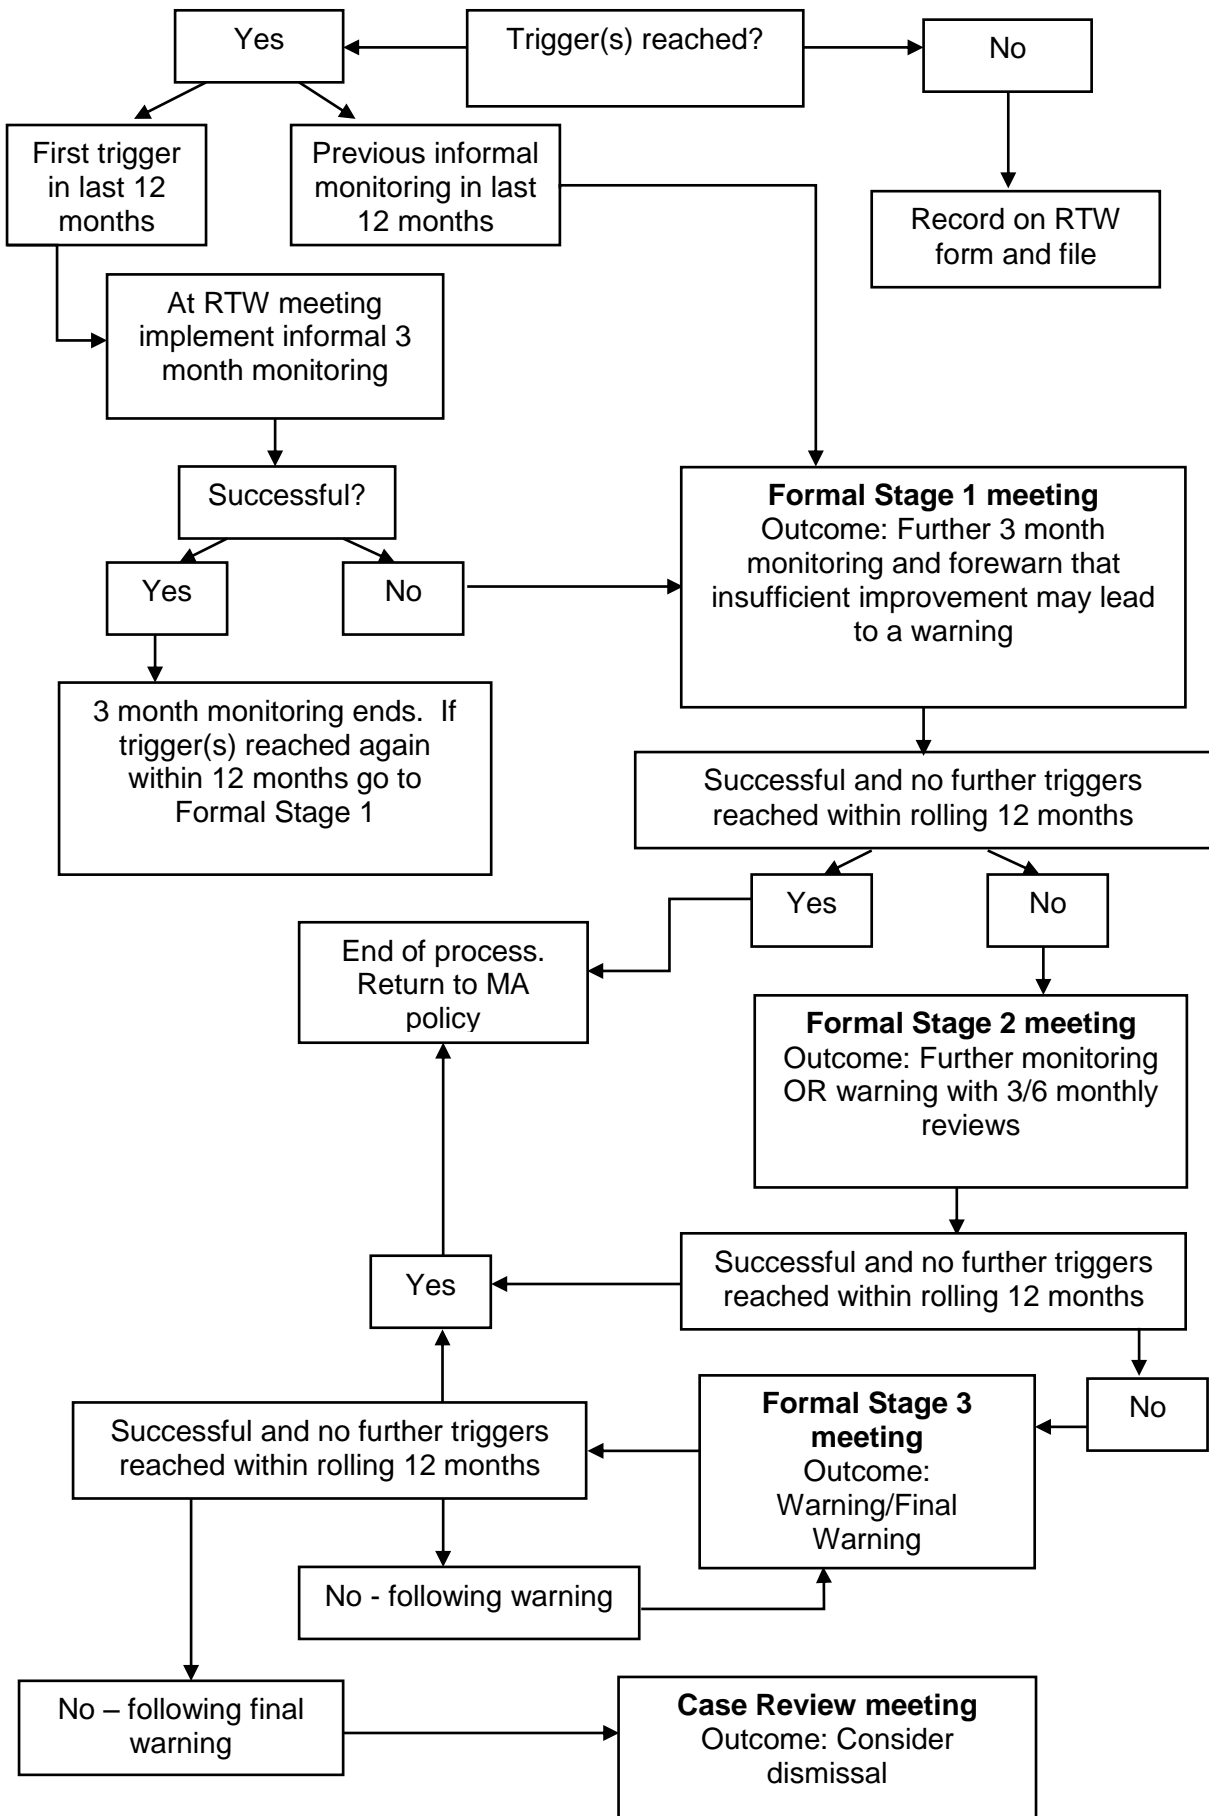 Yes
Trigger(s) reached?
No
First trigger
in last 12
months
Previous informal
monitoring in last
12 months
Record on RTW
form and file
At RTW meeting
implement informal 3
month monitoring
Successful?
Formal Stage 1 meeting
Outcome: Further 3 month
monitoring and forewarn that
insufficient improvement may lead
to a warning
Yes
No
3 month monitoring ends.  If
trigger(s) reached again
within 12 months go to
Formal Stage 1
Successful and no further triggers
reached within rolling 12 months
Yes
No
End of process.
Return to MA
policy
Formal Stage 2 meeting
Outcome: Further monitoring
OR warning with 3/6 monthly
reviews
Successful and no further triggers
reached within rolling 12 months
Yes
No
Formal Stage 3
meeting
Outcome:
Warning/Final
Warning
Successful and no further triggers
reached within rolling 12 months
No - following warning
No – following final
warning
Case Review meeting
Outcome: Consider
dismissal